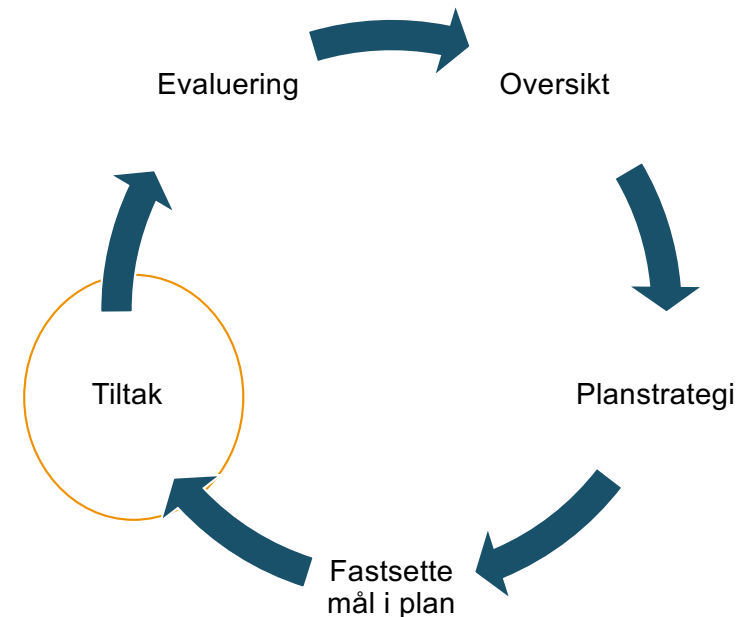 Evaluering
Oversikt
Tiltak
Planstrategi
Fastsette
mål i plan